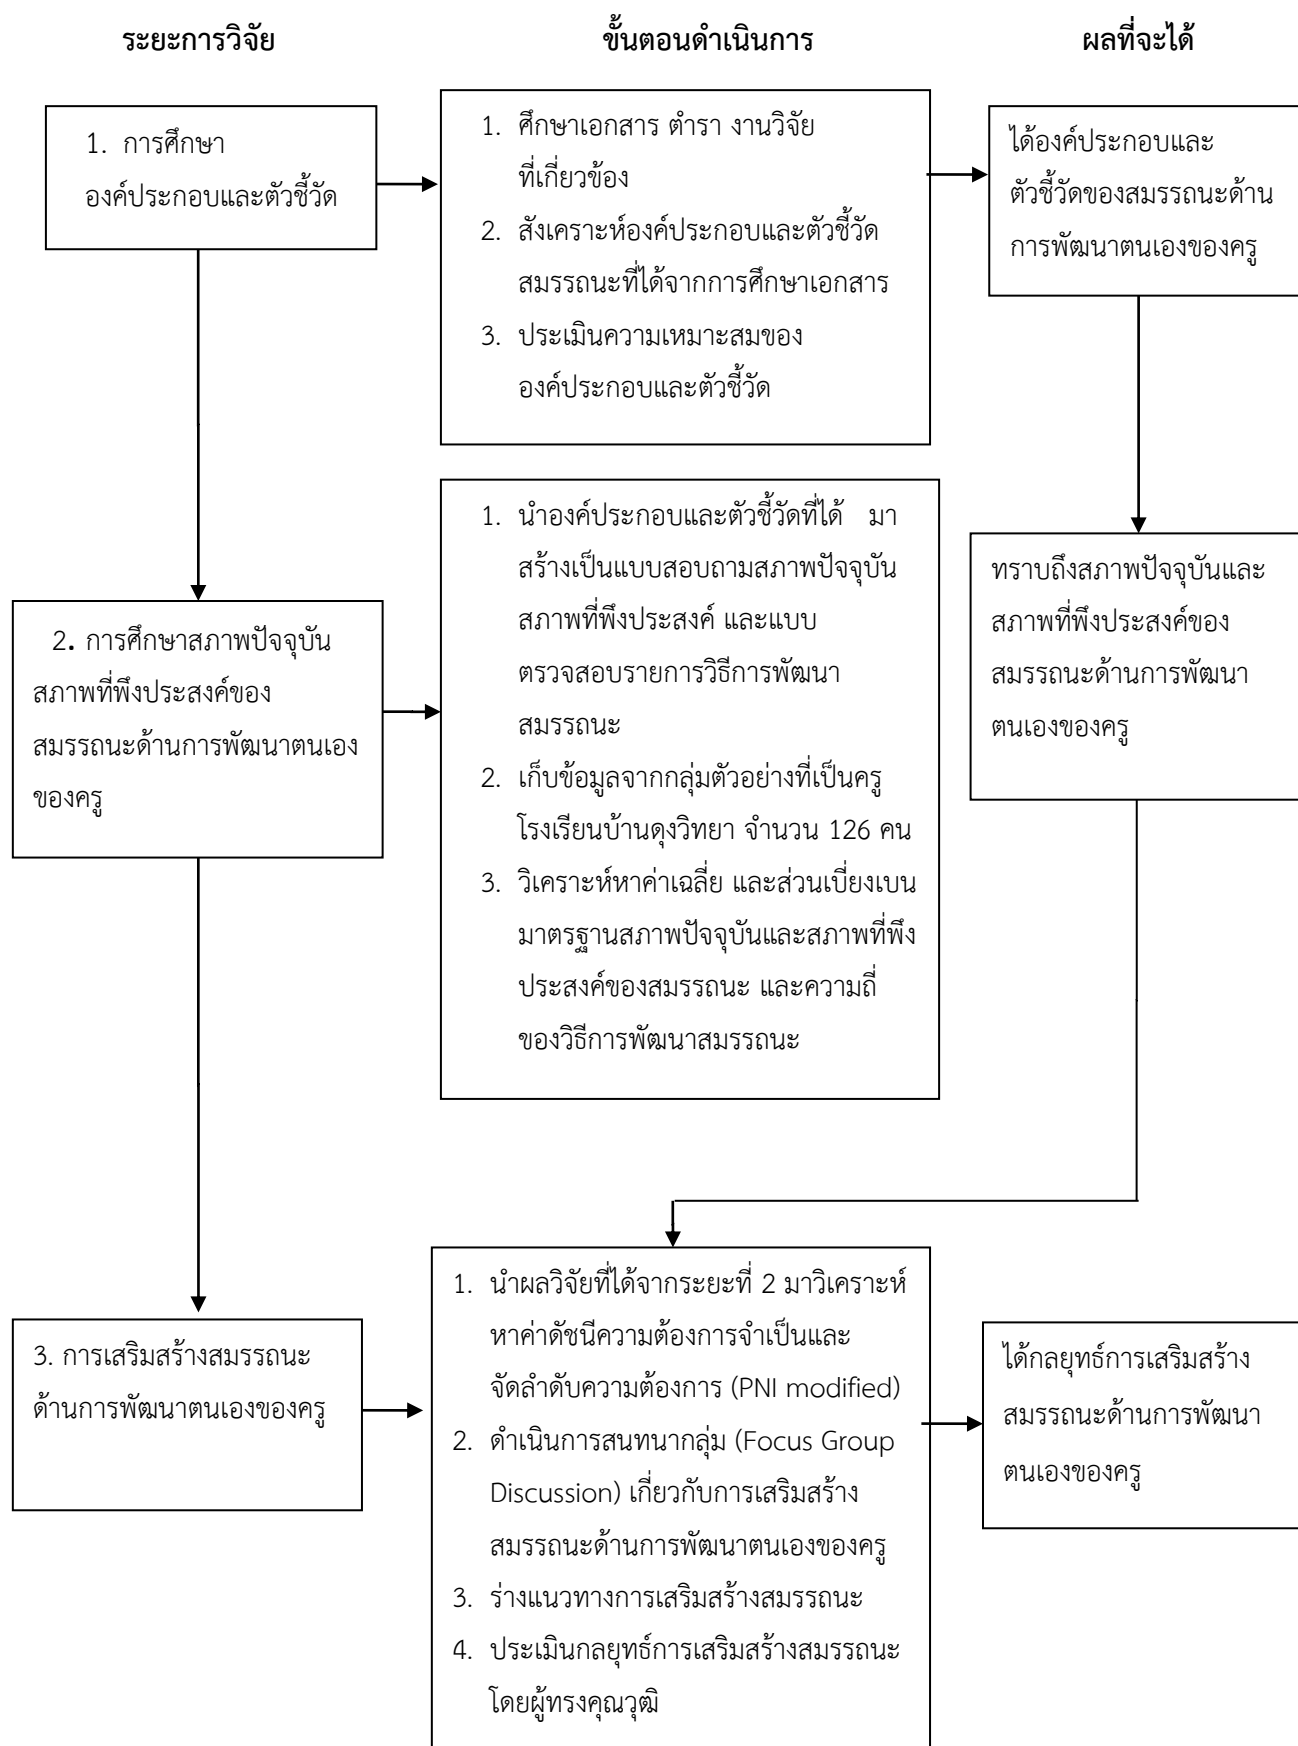 ระยะการวิจัย
ขั้นตอนดำเนินการ
ผลที่จะได้
1. การศึกษา
องค์ประกอบและตัวชี้วัด
1. ศึกษาเอกสาร ตำรา งานวิจัย
ที่เกี่ยวข้อง
2. สังเคราะห์องค์ประกอบและตัวชี้วัด
สมรรถนะที่ได้จากการศึกษาเอกสาร
3. ประเมินความเหมาะสมของ
องค์ประกอบและตัวชี้วัด
ได้องค์ประกอบและ
ตัวชี้วัดของสมรรถนะด้าน
การพัฒนาตนเองของครู
2. การศึกษาสภาพปัจจุบัน
สภาพที่พึงประสงค์ของ
สมรรถนะด้านการพัฒนาตนเอง
ของครู
1. นำองค์ประกอบและตัวชี้วัดที่ได้ มา
สร้างเป็นแบบสอบถามสภาพปัจจุบัน
สภาพที่พึงประสงค์ และแบบ
ตรวจสอบรายการวิธีการพัฒนา
สมรรถนะ
2. เก็บข้อมูลจากกลุ่มตัวอย่างที่เป็นครู
โรงเรียนบ้านดุงวิทยา จำนวน 126 คน
3. วิเคราะห์หาค่าเฉลี่ย และส่วนเบี่ยงเบน
มาตรฐานสภาพปัจจุบันและสภาพที่พึง
ประสงค์ของสมรรถนะ และความถี่
ของวิธีการพัฒนาสมรรถนะ
ทราบถึงสภาพปัจจุบันและ
สภาพที่พึงประสงค์ของ
สมรรถนะด้านการพัฒนา
ตนเองของครู
3. การเสริมสร้างสมรรถนะ
ด้านการพัฒนาตนเองของครู
1. นำผลวิจัยที่ได้จากระยะที่ 2 มาวิเคราะห์
หาค่าดัชนีความต้องการจำเป็นและ
จัดลำดับความต้องการ (PNI modified)
2. ดำเนินการสนทนากลุ่ม (Focus Group
Discussion) เกี่ยวกับการเสริมสร้าง
สมรรถนะด้านการพัฒนาตนเองของครู
3. ร่างแนวทางการเสริมสร้างสมรรถนะ
4. ประเมินกลยุทธ์การเสริมสร้างสมรรถนะ
โดยผู้ทรงคุณวุฒิ
ได้กลยุทธ์การเสริมสร้าง
สมรรถนะด้านการพัฒนา
ตนเองของครู